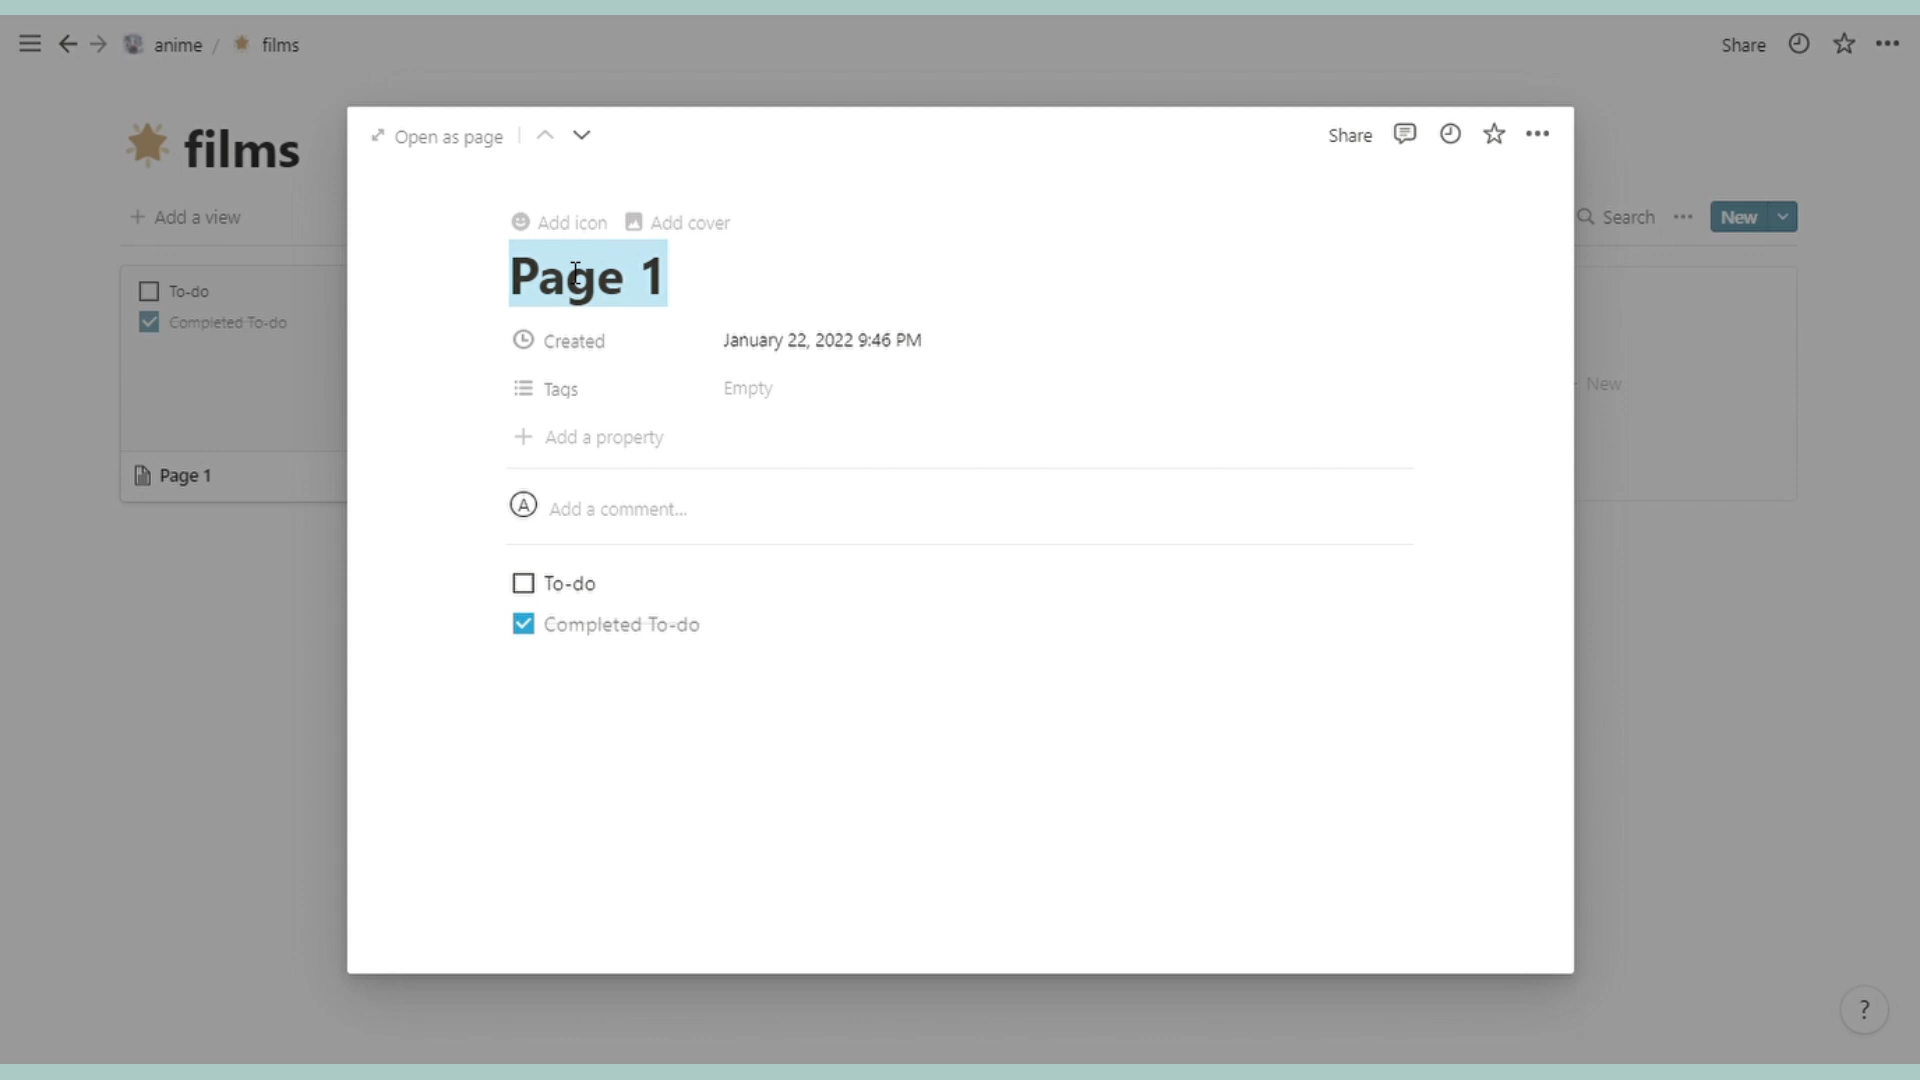 anime / films
Share
films
Add a view
Search
New
To-do
Completed To-do
Page 1
New
Open as page
Share
Add icon Add cover
Page 1
Created January 22, 2022 9:46 PM
Tags Empty
Add a property
A Add a comment...
To-do
Completed To-do
?